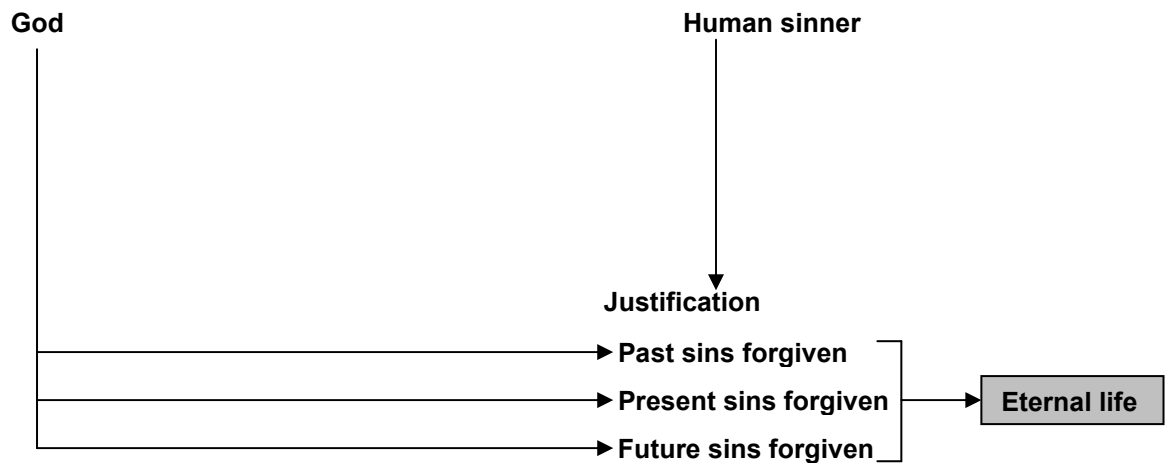 God
Human sinner
Justification
Past sins forgiven
Present sins forgiven
Eternal life
Future sins forgiven